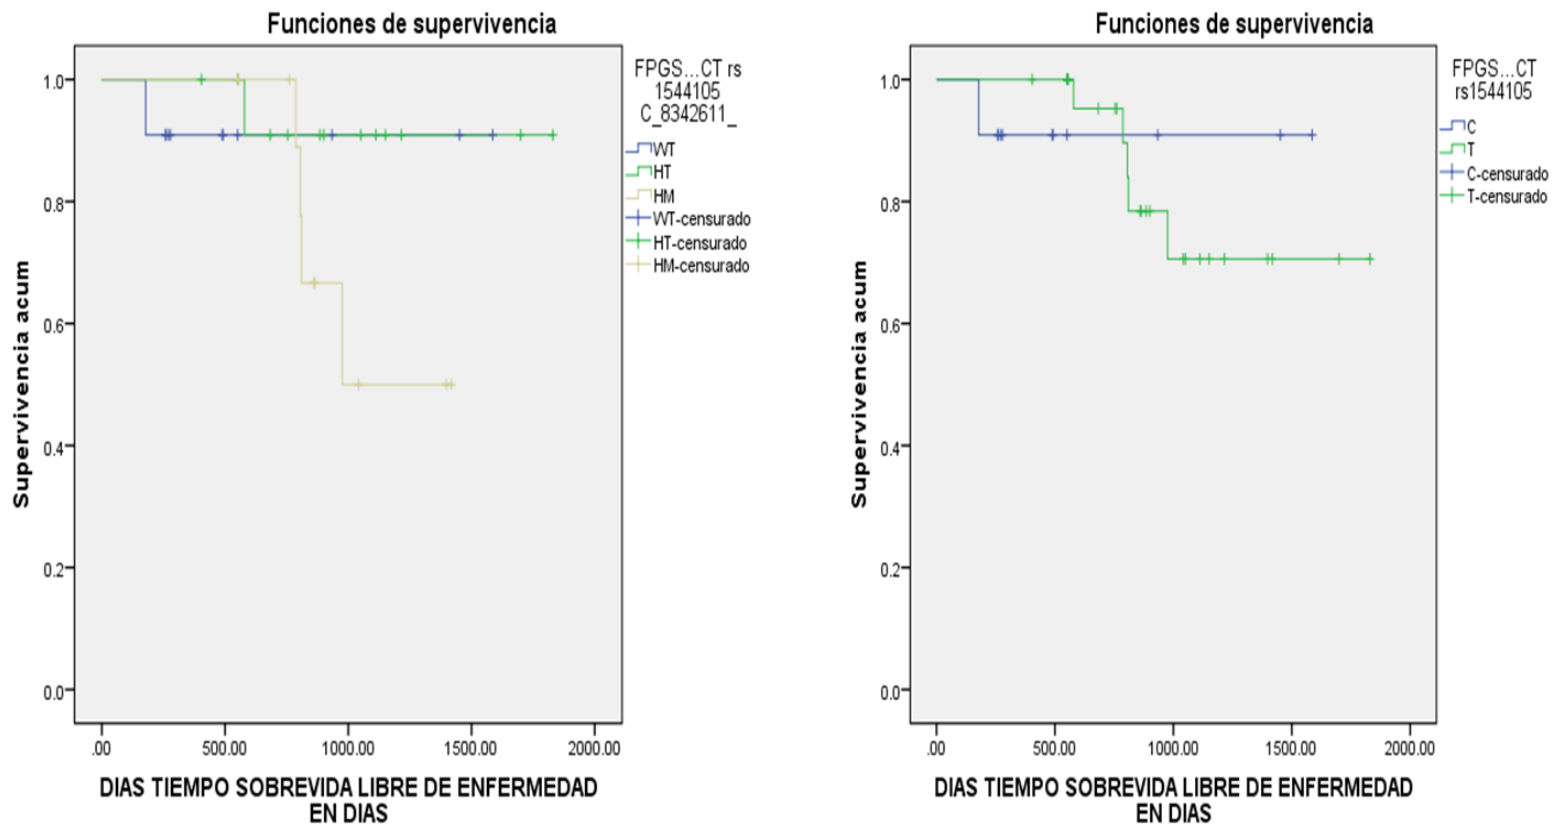 Funciones de supervivencia
FPGS...CT rs
1544105
C_8342611_
WT
HT
HM
WT-censurado
HT-censurado
HM-censurado
Supervivencia acum
1.0
0.8
0.6
0.4
0.2
0.0
.00 500.00 1000.00 1500.00 2000.00
DIAS TIEMPO SOBREVIDA LIBRE DE ENFERMEDAD
EN DIAS
Funciones de supervivencia
FPGS...CT
rs1544105
C
T
C-censurado
T-censurado
Supervivencia acum
1.0
0.8
0.6
0.4
0.2
0.0
.00 500.00 1000.00 1500.00 2000.00
DIAS TIEMPO SOBREVIDA LIBRE DE ENFERMEDAD
EN DIAS